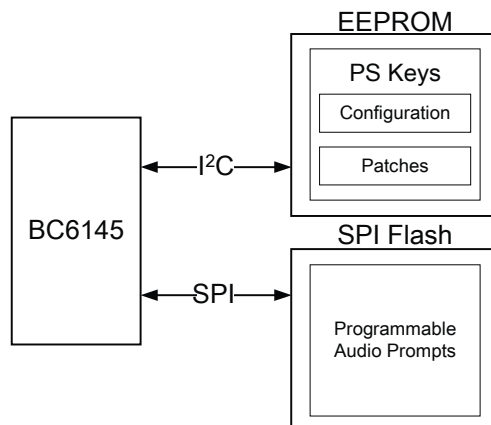 EEPROM
PS Keys
Configuration
Patches
BC6145
I²C
SPI Flash
SPI
Programmable
Audio Prompts